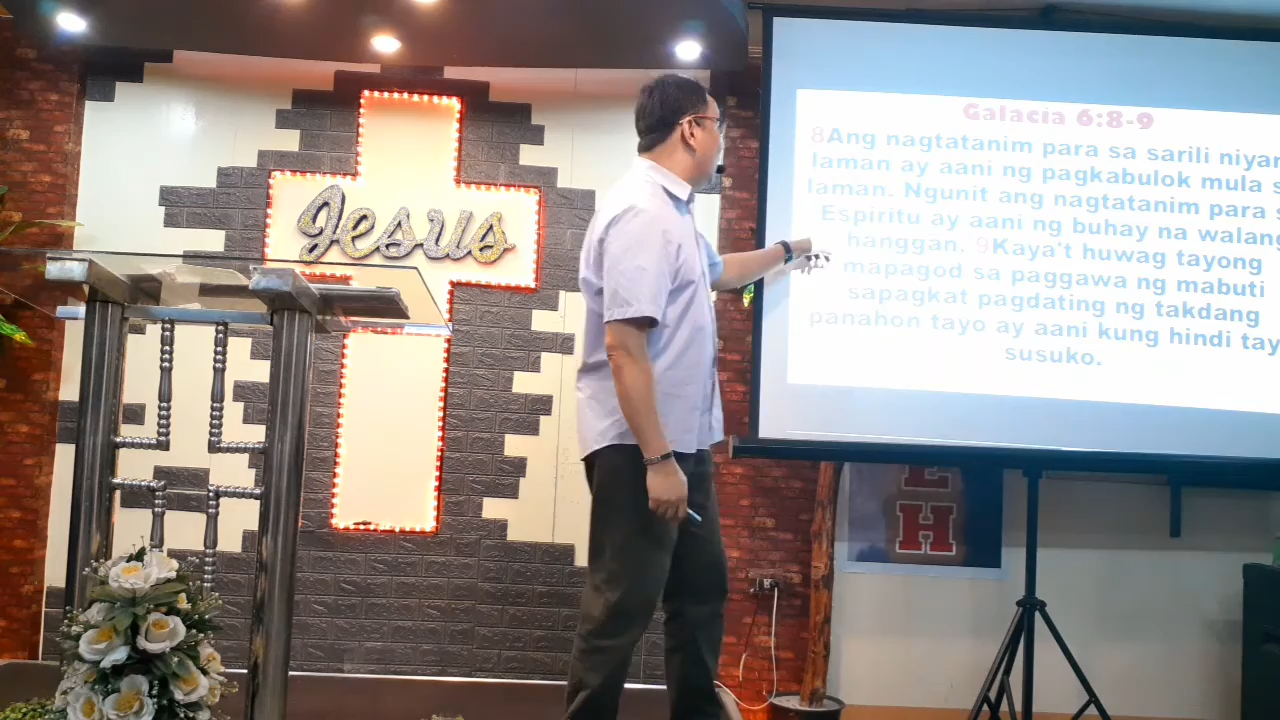 Jesus
Galacia 6:8-9
8Ang nagtatanim para sa sarili
laman ay aani ng pagkabulok mula
laman. Ngunit ang nagtatanim para
Espiritu ay aani ng buhay na walang
hanggan. 9Kaya't huwag tayong
mapagod sa paggawa ng mabuti
sapagkat pagdating ng takdang
panahon tayo ay aani kung hindi
susuko.
H